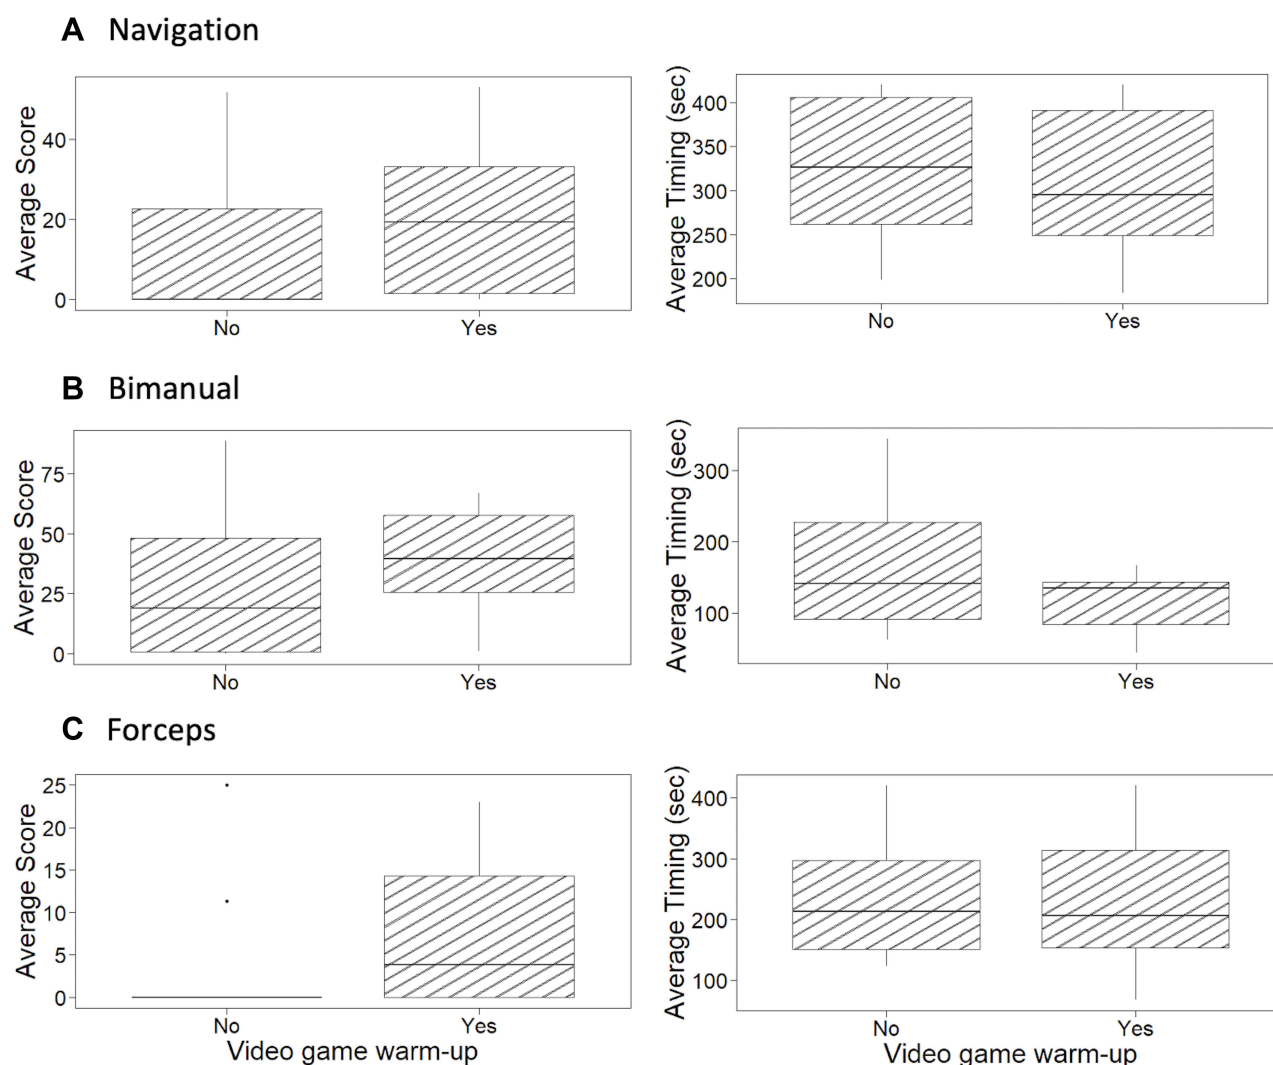 A Navigation
Average Score
40
20
0
No Yes
Average Timing (sec)
400
350
300
250
200
No Yes
B Bimanual
Average Score
75
50
25
0
No Yes
Average Timing (sec)
300
200
100
No Yes
C Forceps
Average Score
25
20
15
10
5
0
No Yes
Video game warm-up
Average Timing (sec)
400
300
200
100
No Yes
Video game warm-up